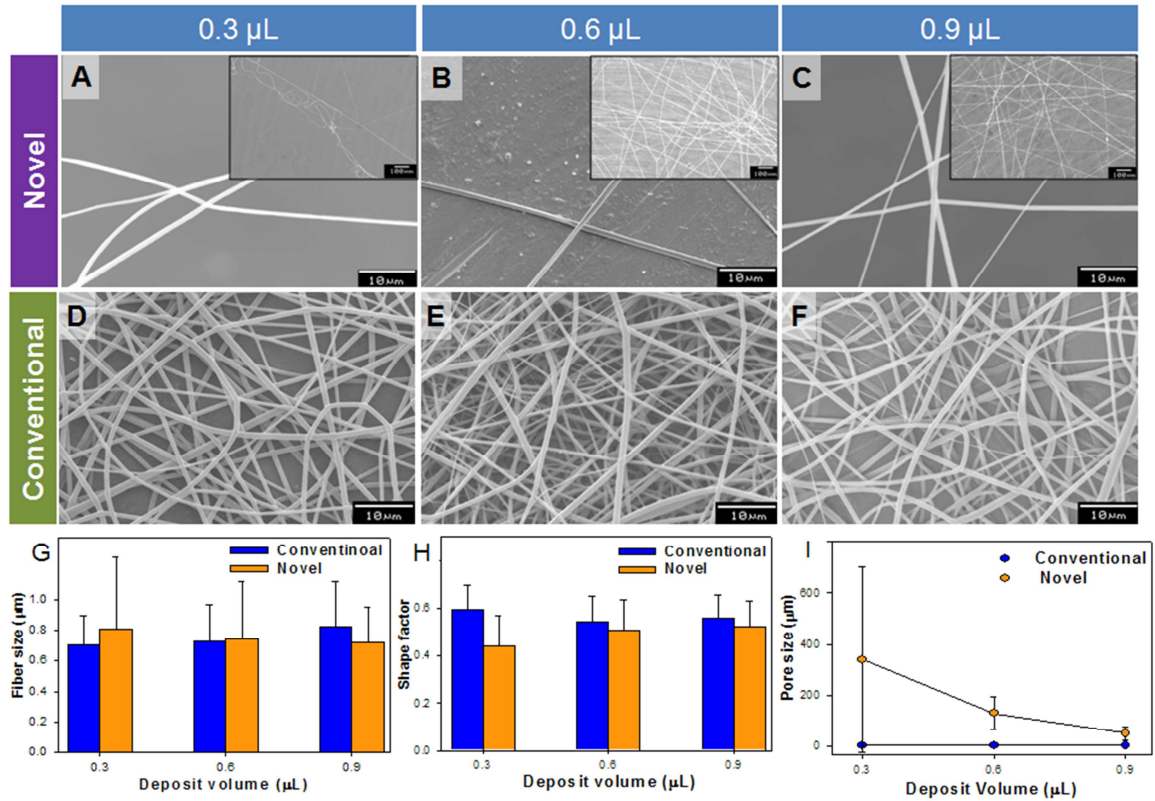 0.3 µL
0.6 µL
0.9 µL
Novel
A
100mm
10µm
B
100mm
10µm
C
100mm
10µm
Conventional
D
10µm
E
10µm
F
10µm
G
Conventinoal
Novel
Fiber size (µm)
1.0
0.8
0.6
0.4
0.2
0.0
0.3
0.6
0.9
Deposit volume (µL)
H
Conventional
Novel
Shape factor
0.6
0.4
0.2
0.0
0.3
0.6
0.9
Deposit volume (µL)
I
Conventional
Novel
Pore size (µm)
600
400
200
0
0.3
0.6
0.9
Deposit Volume (µL)